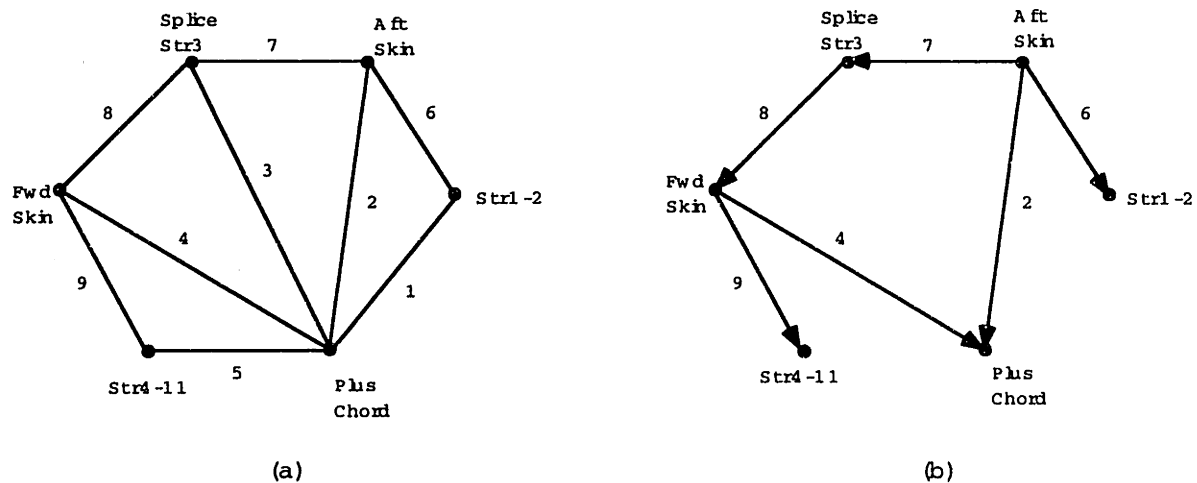 Splice
Str3
7
Aft
Skin
8
6
3
Fwd
Skin
2
Str1-2
4
9
1
5
Str4-11
Plus
Chord
(a)
Splice
Str3
7
Aft
Skin
8
6
Fwd
Skin
2
Str1-2
4
9
Str4-11
Plus
Chord
(b)